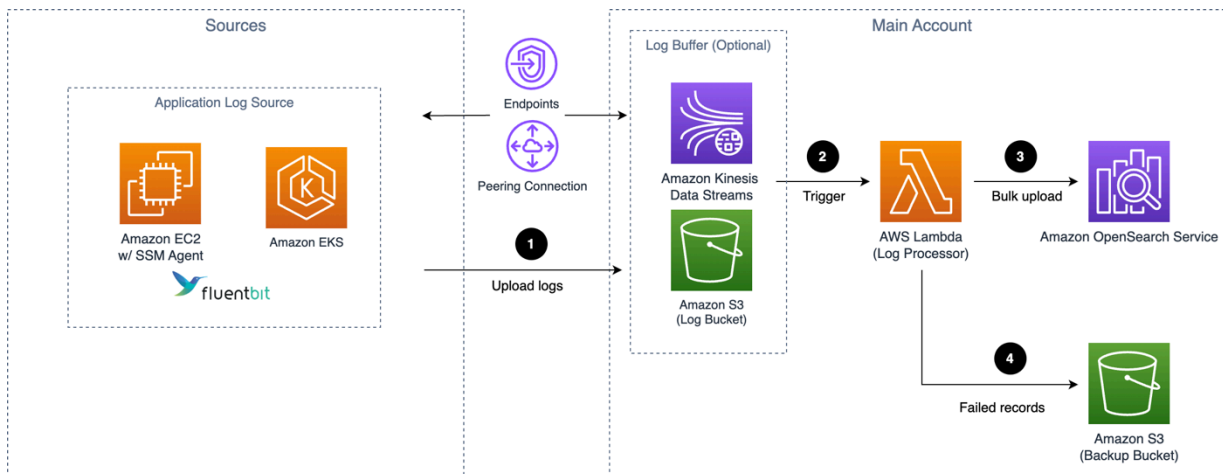 Sources
Main Account
Log Buffer (Optional)
Application Log Source
Endpoints
Peering Connection
Amazon EC2
w/ SSM Agent
Amazon EKS
fluentbit
1
Upload logs
Amazon Kinesis
Data Streams
Amazon S3
(Log Bucket)
2
Trigger
AWS Lambda
(Log Processor)
3
Bulk upload
Amazon OpenSearch Service
4
Failed records
Amazon S3
(Backup Bucket)